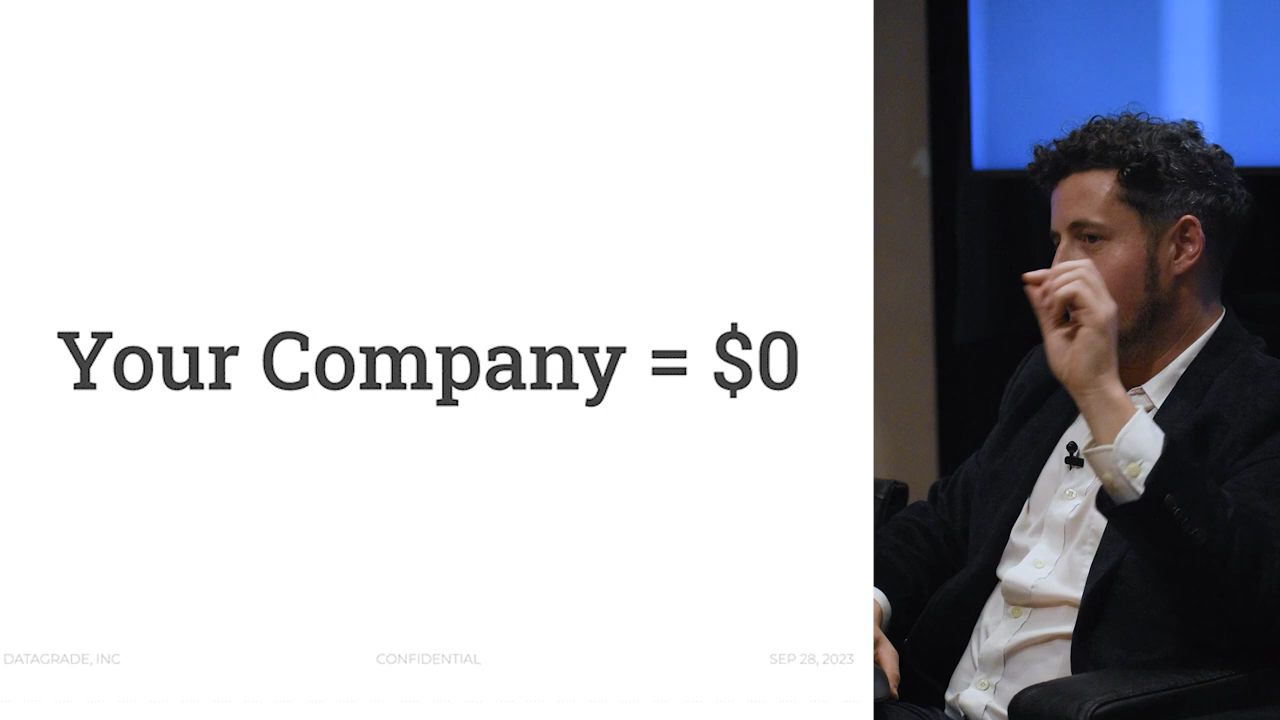 Your Company = $0
DATAGRADE, INC
CONFIDENTIAL
SEP 28, 2023